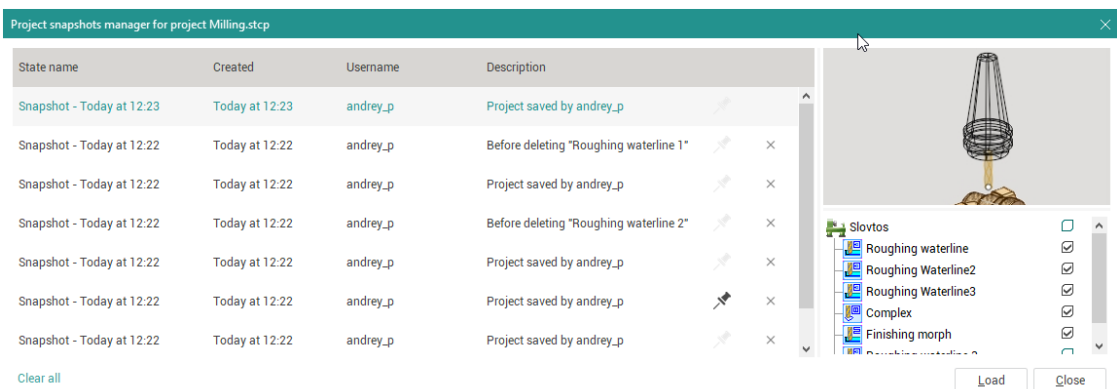 Project snapshots manager for project Milling.stcp
State name Created Username Description
Snapshot - Today at 12:23 Today at 12:23 andrey_p Project saved by andrey_p
Snapshot - Today at 12:22 Today at 12:22 andrey_p Before deleting "Roughing waterline 1"
Snapshot - Today at 12:22 Today at 12:22 andrey_p Project saved by andrey_p
Snapshot - Today at 12:22 Today at 12:22 andrey_p Before deleting "Roughing waterline 2"
Snapshot - Today at 12:22 Today at 12:22 andrey_p Project saved by andrey_p
Snapshot - Today at 12:22 Today at 12:22 andrey_p Project saved by andrey_p
Snapshot - Today at 12:22 Today at 12:22 andrey_p Project saved by andrey_p
Slovtos
Roughing waterline
Roughing Waterline2
Roughing Waterline3
Complex
Finishing morph
Clear all
Load Close